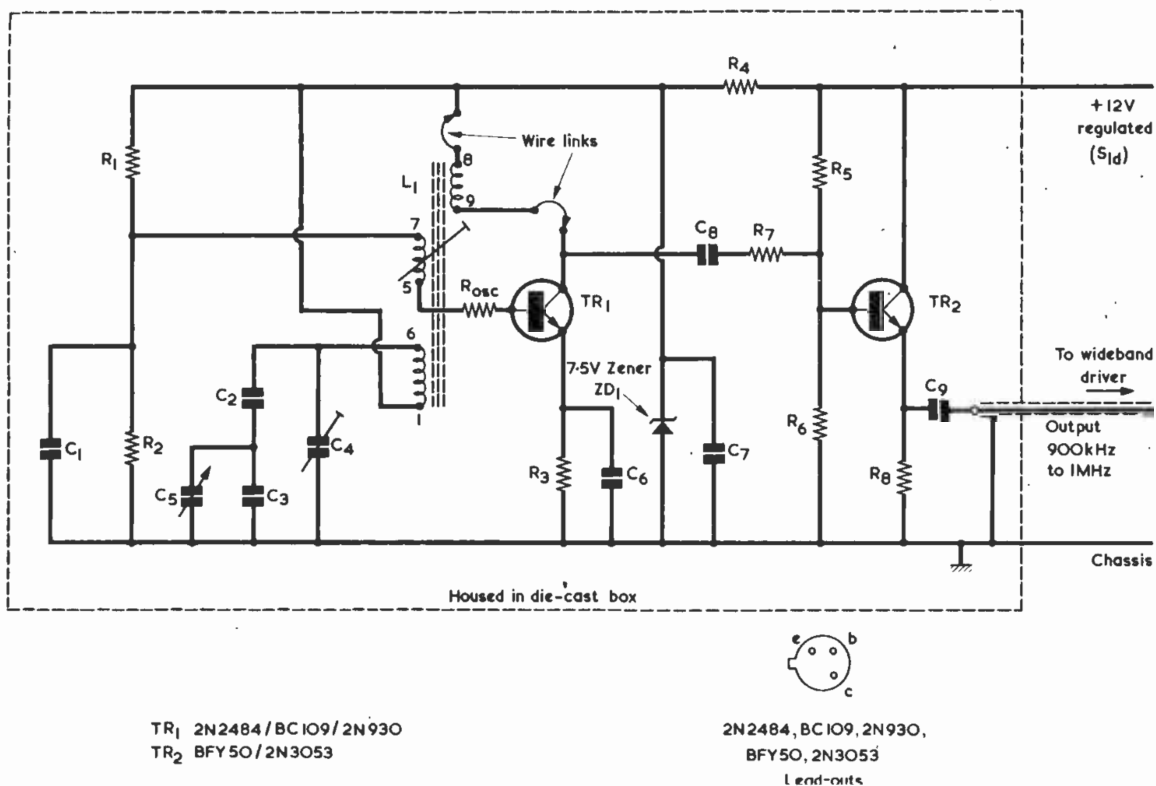 R4
+12V
regulated
(S1d)
Wire links
R1
8
L1
9
R5
7
C8
R7
5
Rosc
TR1
TR2
6
7·5V Zener
ZD1
To wideband
driver
C2
1
C9
C1
R2
C4
R6
Output
900kHz
to 1MHz
C5
C3
R3
C6
C7
R8
Chassis
Housed in die-cast box
e
b
c
TR1 2N2484/BC109/2N930
TR2 BFY50/2N3053
2N2484, BC109, 2N930,
BFY50, 2N3053
Lead-outs